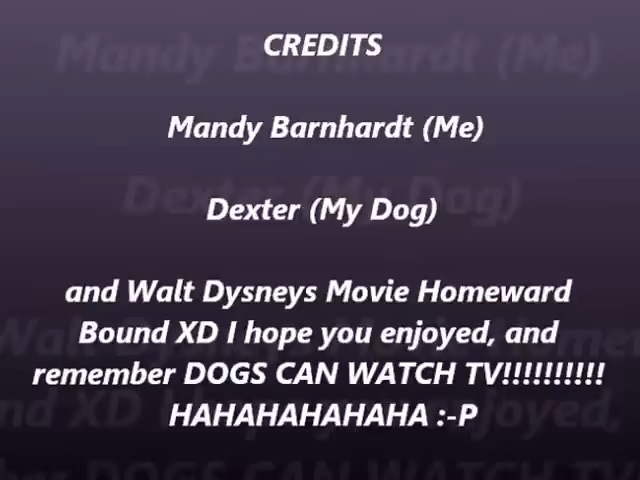 CREDITS
Mandy Barnhardt (Me)
Dexter (My Dog)
and Walt Dysneys Movie Homeward
Bound XD I hope you enjoyed, and
remember DOGS CAN WATCH TV!!!!!!!!!!
HAHAHAHAHAHA :-P